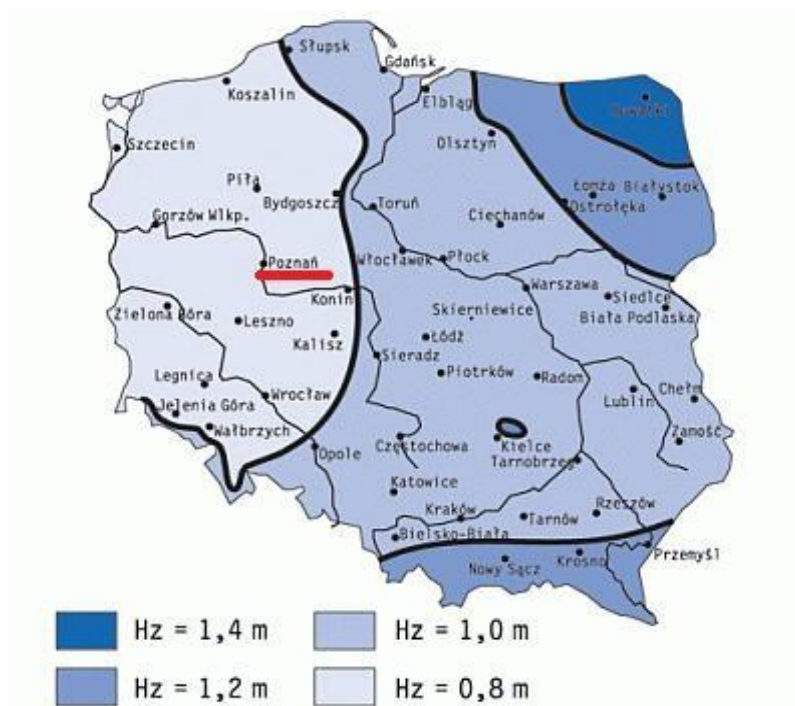 Słupsk
Gdańsk
Koszalin
Elbląg
Suwałki
Szczecin
Olsztyn
Piła
Łomża Białystok
Bydgoszcz
Toruń
Ostrołęka
Gorzów Wlkp.
Ciechanów
Poznań
Włocławek
Płock
Warszawa
Konin
Siedlce
Zielona Góra
Leszno
Skierniewice
Biała Podlaska
Kalisz
Łódź
Sieradz
Piotrków
Radom
Legnica
Wrocław
Lublin
Chełm
Jelenia Góra
Wałbrzych
Zamość
Opole
Częstochowa
Kielce
Tarnobrzeg
Katowice
Kraków
Tarnów
Rzeszów
Bielsko-Biała
Przemyśl
Nowy Sącz
Krosno
Hz = 1,4 m
Hz = 1,0 m
Hz = 1,2 m
Hz = 0,8 m